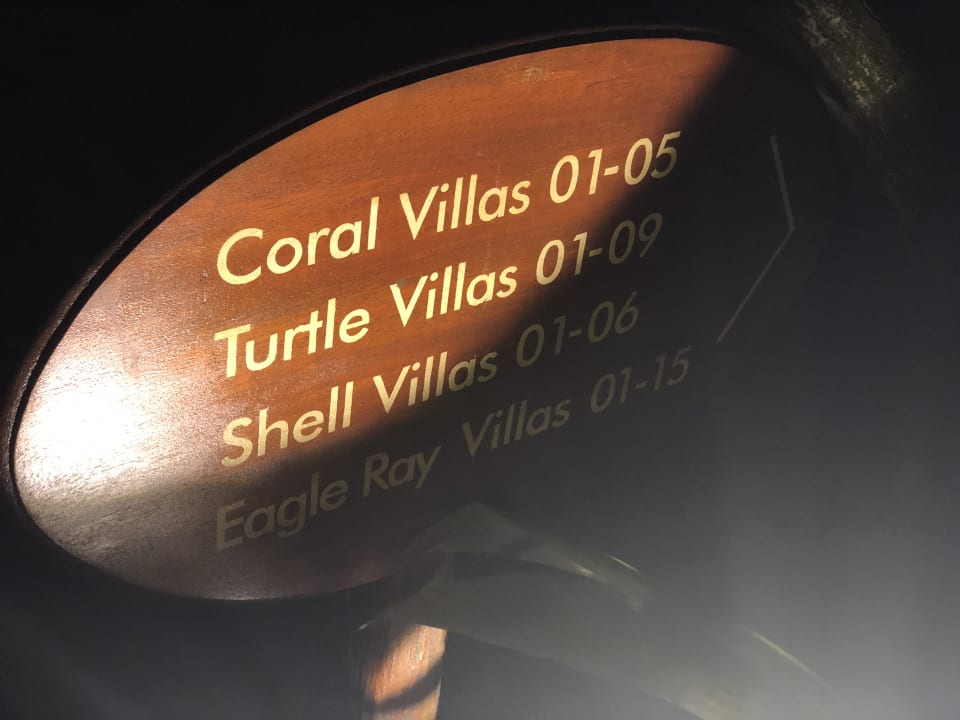 Coral Villas 01-05
Turtle Villas 01-09
Shell Villas 01-06
Eagle Ray Villas 01-15